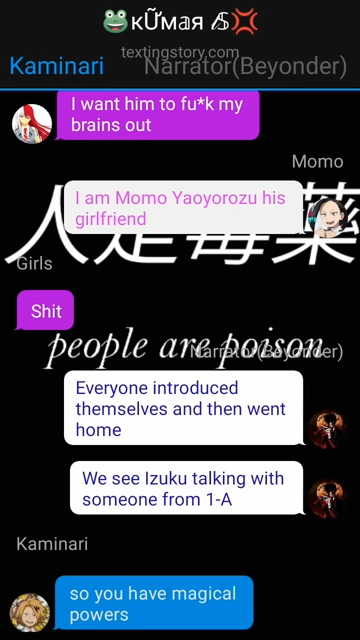 🐸кỮмαя 💢
textingstory.com
Kaminari Narrator(Beyonder)
I want him to fu*k my
brains out
Momo
I am Momo Yaoyorozu his
girlfriend
人是毒藥
Girls
Shit
people are poison
Narrator(Beyonder)
Everyone introduced
themselves and then went
home
We see Izuku talking with
someone from 1-A
Kaminari
so you have magical
powers